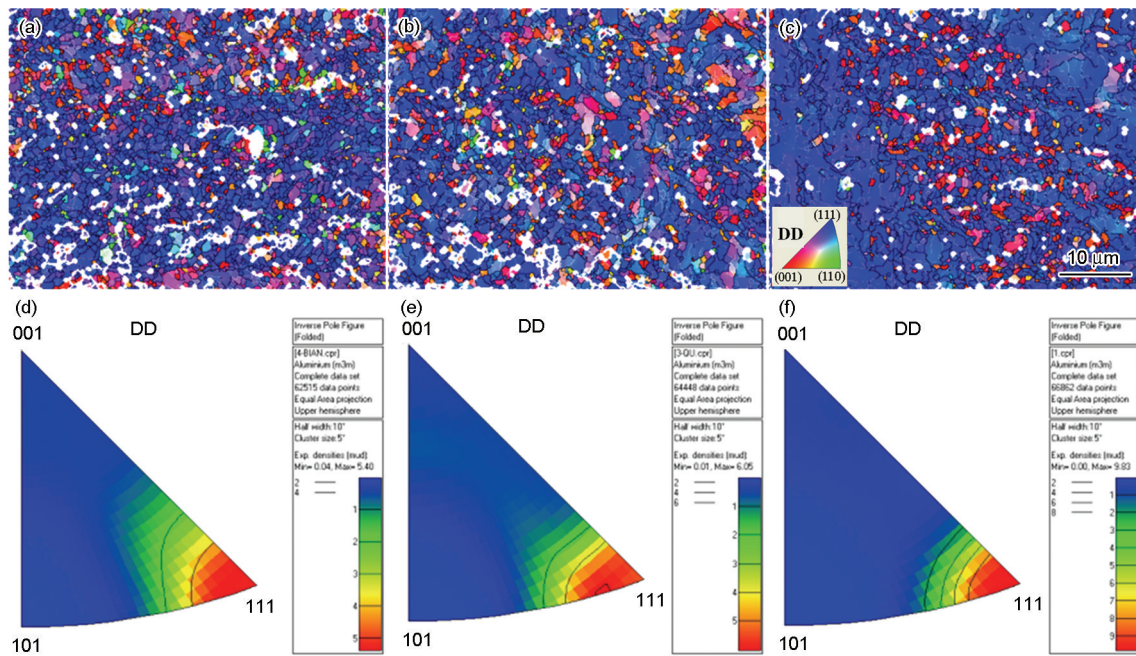 (a)
(b)
(c)
DD
(111)
(001)
(110)
10 μm
(d)
001
DD
101
111
Inverse Pole Figure
(Folded)
[4-BIAN.cpr]
Aluminium (m3m)
Complete data set
62515 data points
Equal Area projection
Upper hemisphere
Half width:10°
Cluster size:5°
Exp. densities (mud)
Min= 0.04, Max= 5.40
2
4
1
2
3
4
5
(e)
001
DD
101
111
Inverse Pole Figure
(Folded)
[3-QU.cpr]
Aluminium (m3m)
Complete data set
64448 data points
Equal Area projection
Upper hemisphere
Half width:10°
Cluster size:5°
Exp. densities (mud)
Min= 0.01, Max= 6.05
2
4
6
1
2
3
4
5
(f)
001
DD
101
111
Inverse Pole Figure
(Folded)
[1.cpr]
Aluminium (m3m)
Complete data set
66862 data points
Equal Area projection
Upper hemisphere
Half width:10°
Cluster size:5°
Exp. densities (mud)
Min= 0.00, Max= 9.83
2
4
6
8
1
2
3
4
5
6
7
8
9